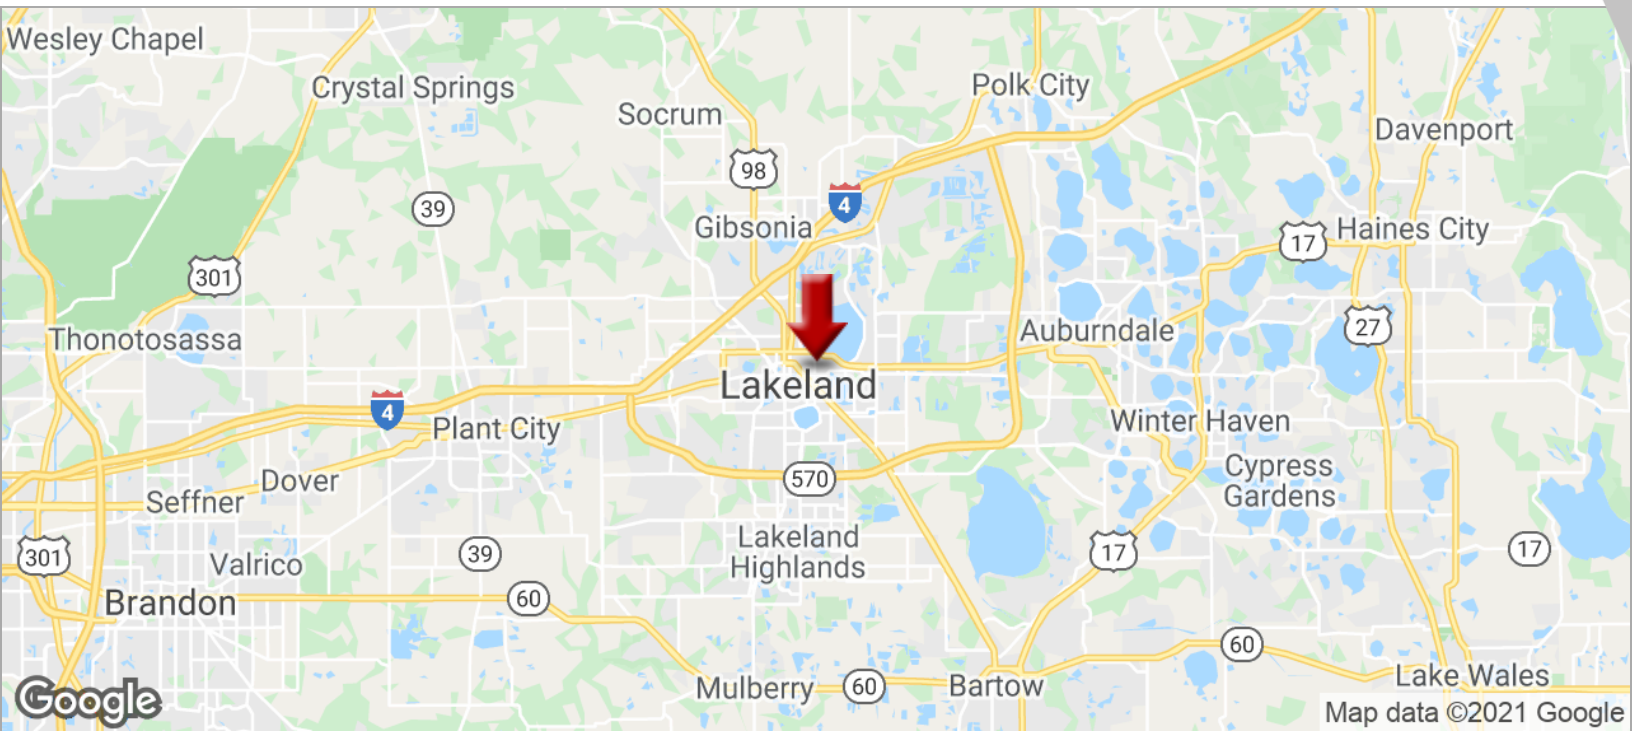 Wesley Chapel
Crystal Springs
Polk City
Socrum
Davenport
98
4
39
Gibsonia
17
Haines City
301
27
Thonotosassa
Auburndale
Lakeland
4
Plant City
Winter Haven
Cypress
Gardens
Dover
570
Seffner
Lakeland
Highlands
301
39
17
17
Valrico
Brandon
60
60
Mulberry
60
Bartow
Lake Wales
Google
Map data ©2021 Google